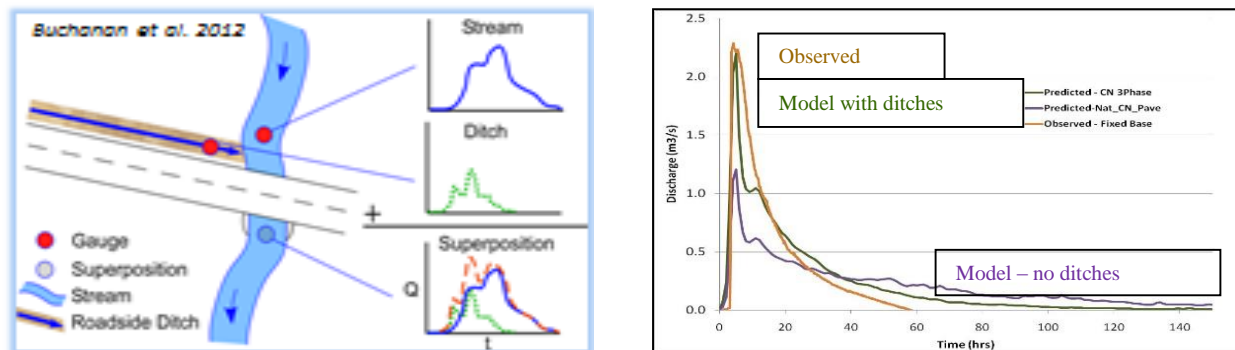 Buchanan et al. 2012
Stream
Ditch
+
Superposition
Q
t
Gauge
Superposition
Stream
Roadside Ditch
2.5
2.0
1.5
1.0
0.5
0.0
Discharge (m3/s)
Observed
Model with ditches
Predicted - CN 3Phase
Predicted-Nat_CN_Pave
Observed - Fixed Base
Model – no ditches
0 20 40 60 80 100 120 140
Time (hrs)